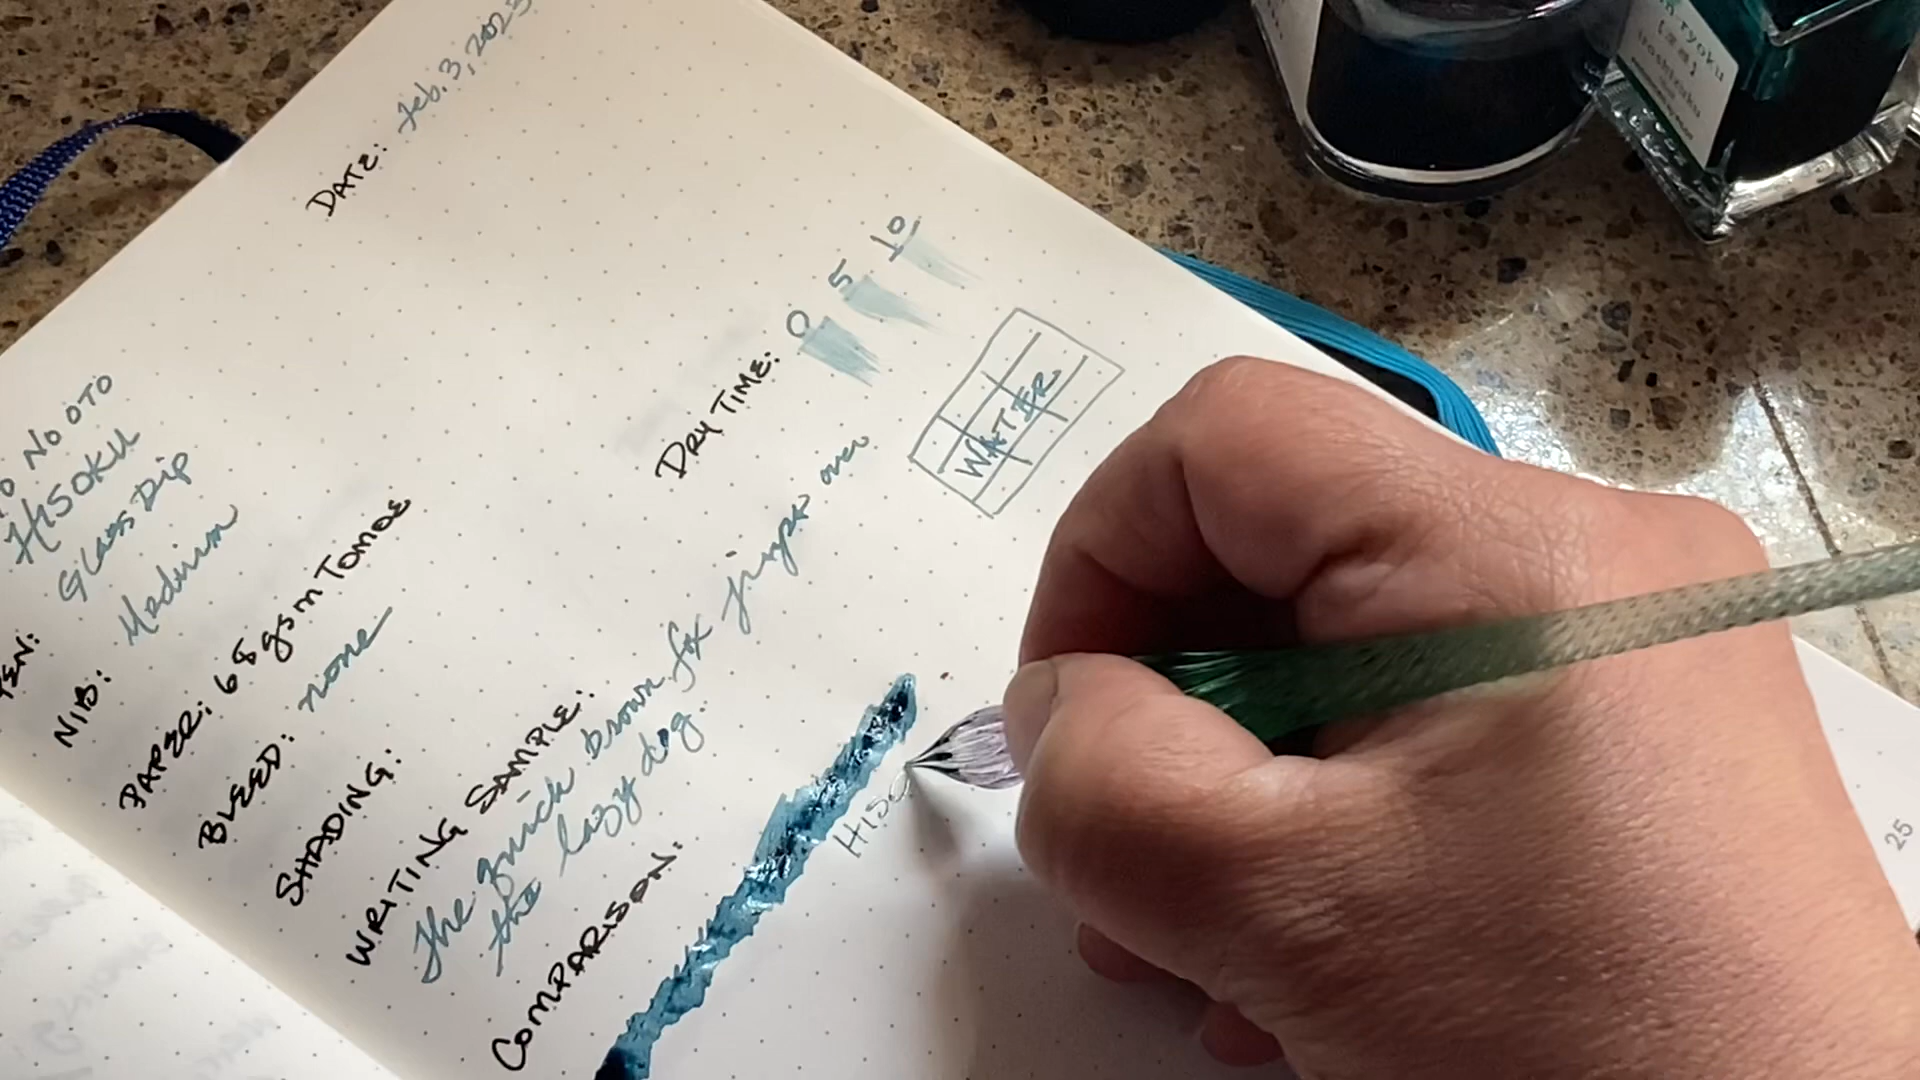 DATE: Feb. 3, 2025
No OTO
HISOKU
GLASS DIP
NIB: Medium
PAPER: 68 gsm TOMOE
BLEED: none
SHADING:
DRY TIME: 0 5 10
WATER
WRITING SAMPLE:
The quick brown fox jumps over
the lazy dog.
COMPARISON:
HISO
25
ryoku